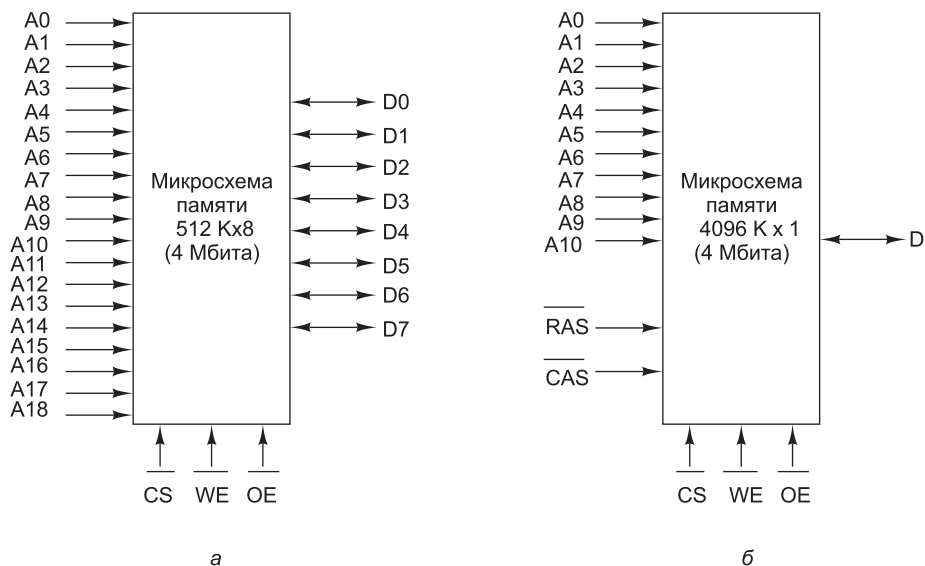 A0
A1
A2
A3
A4
A5
A6
A7
A8
A9
A10
A11
A12
A13
A14
A15
A16
A17
A18
Микросхема
памяти
512 Kx8
(4 Мбита)
D0
D1
D2
D3
D4
D5
D6
D7
CS WE OE
а
A0
A1
A2
A3
A4
A5
A6
A7
A8
A9
A10
RAS
CAS
Микросхема
памяти
4096 K x 1
(4 Мбита)
D
CS WE OE
б